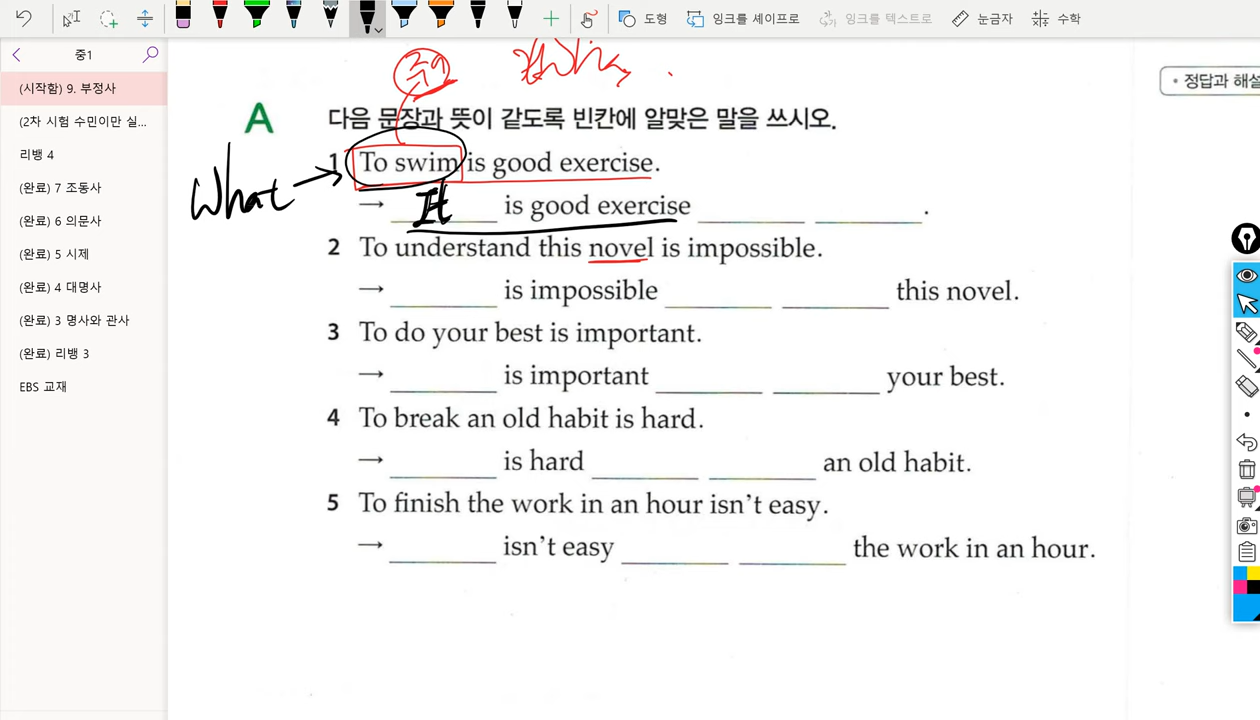 도형
잉크를 셰이프로
잉크를 텍스트로
눈금자
수학
중1
(시작함) 9. 부정사
(2차 시험 수민이만 실...
리뱅 4
(완료) 7 조동사
(완료) 6 의문사
(완료) 5 시제
(완료) 4 대명사
(완료) 3 명사와 관사
(완료) 리뱅 3
EBS 교재
• 정답과 해설
주어
A 다음 문장과 뜻이 같도록 빈칸에 알맞은 말을 쓰시오.
1 To swim is good exercise.
What
→ It is good exercise ________ ________.
2 To understand this novel is impossible.
→ ________ is impossible ________ ________ this novel.
3 To do your best is important.
→ ________ is important ________ ________ your best.
4 To break an old habit is hard.
→ ________ is hard ________ ________ an old habit.
5 To finish the work in an hour isn't easy.
→ ________ isn't easy ________ ________ the work in an hour.